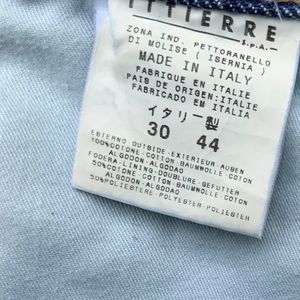 ITTIERRE
S.p.A.
ZONA IND. PETTORANELLO
DI MOLISE ( ISERNIA )
MADE IN ITALY
FABRIQUE EN ITALIE
PAIS DE ORIGEN:ITALIE
FABRICADO EM ITALIA
イタリー製
30 44
ESTERNO OUTSIDE-EXTERIEUR AUBEN
100%COTONE-COTTON-BAUMWOLLE-COTON
ALGODON-ALGODAO
FODERA-LINING-DOUBLURE GEFUTTER
50%COTONE-COTTON-BAUMWOLLE-COTON
ALGODON-ALGODAO
50%POLIESTERE-POLYESTER-POLIESTER